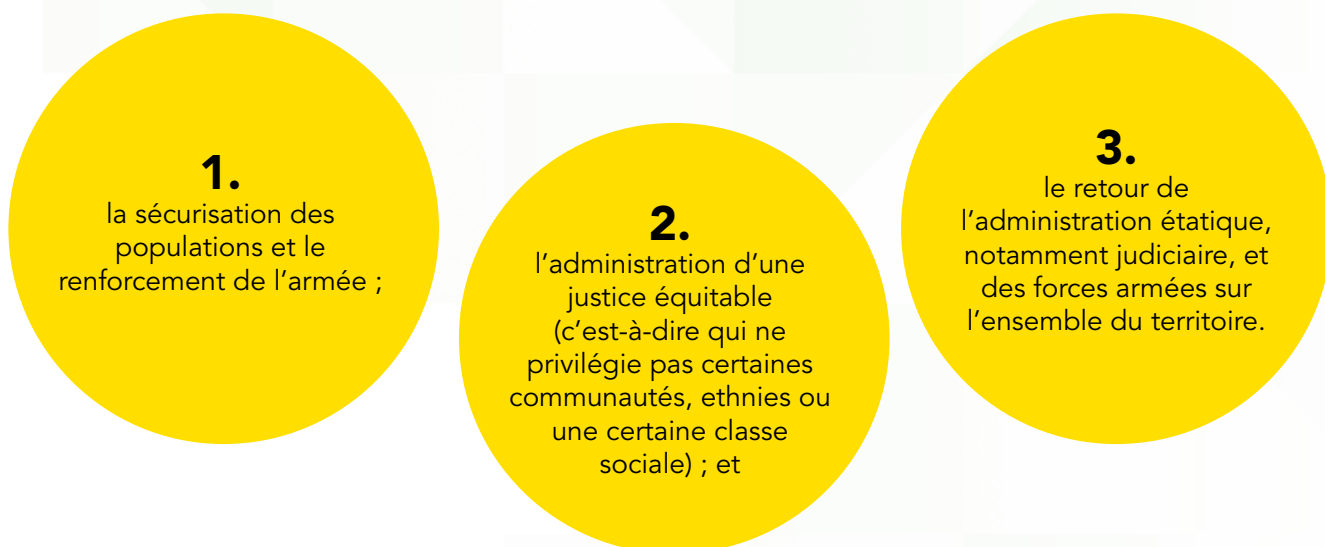 1.
la sécurisation des
populations et le
renforcement de l’armée ;
2.
l’administration d’une
justice équitable
(c’est-à-dire qui ne
privilégie pas certaines
communautés, ethnies ou
une certaine classe
sociale) ; et
3.
le retour de
l’administration étatique,
notamment judiciaire, et
des forces armées sur
l’ensemble du territoire.